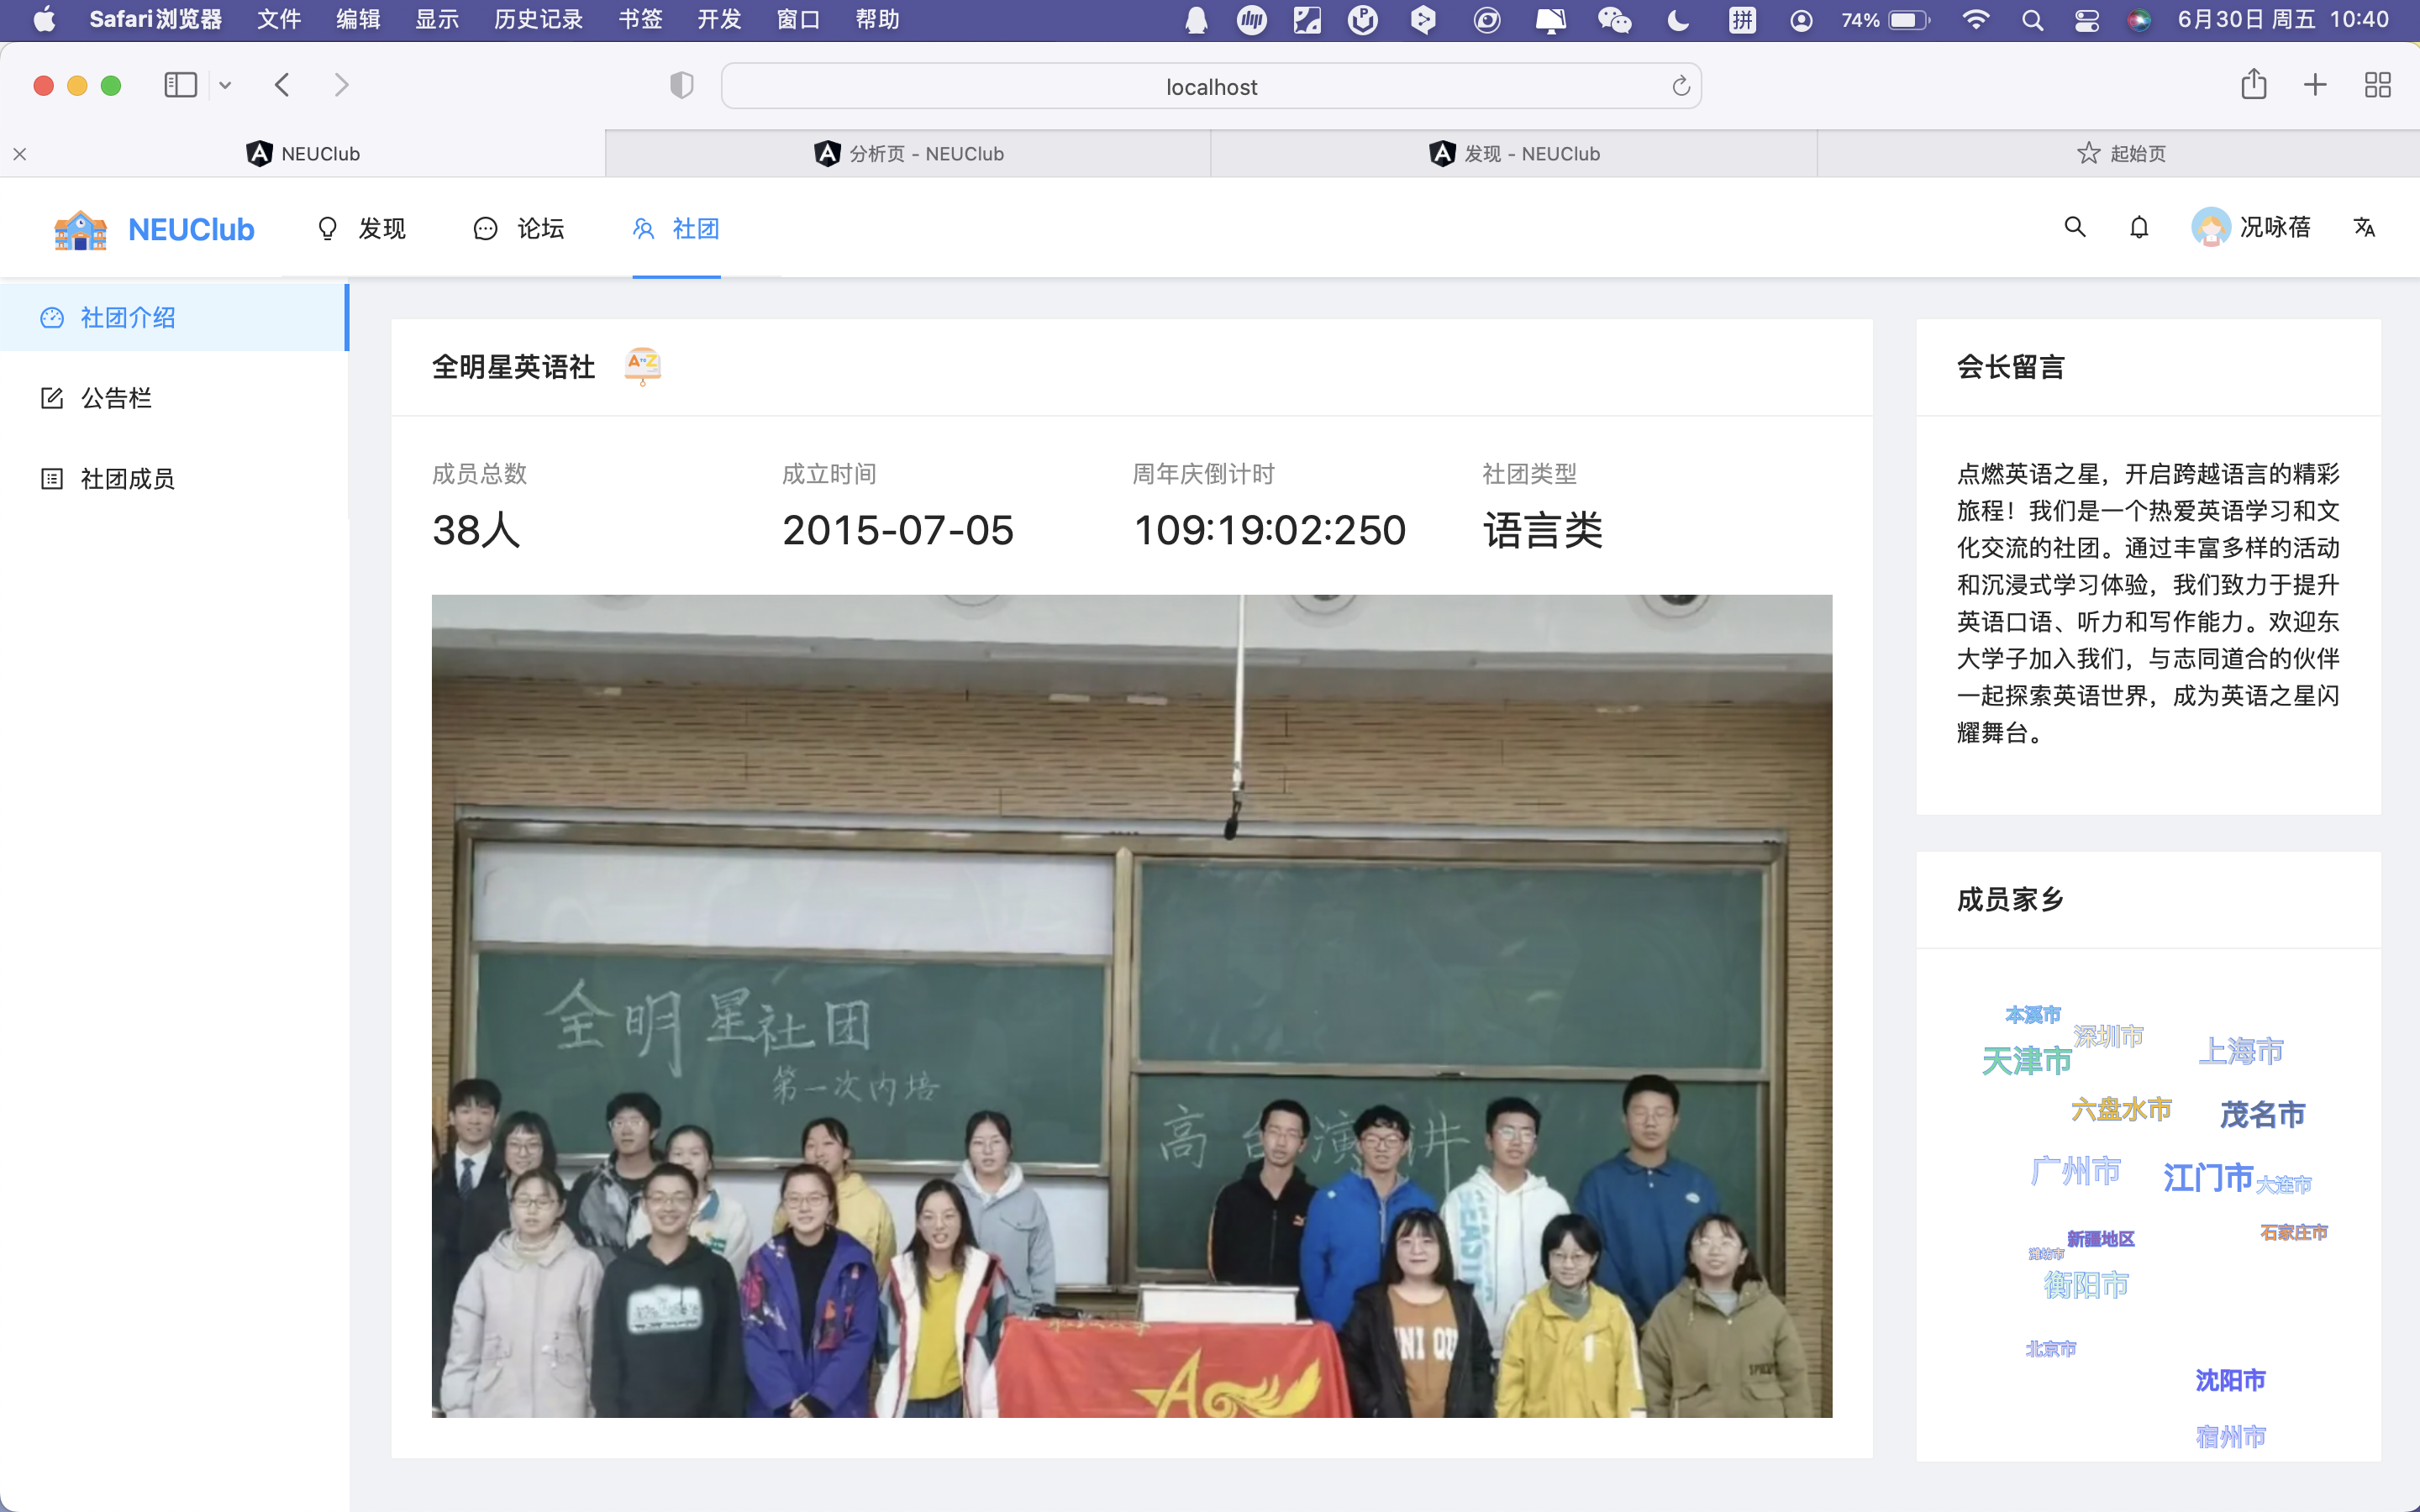 Safari浏览器 文件 编辑 显示 历史记录 书签 开发 窗口 帮助 拼 74% 6月30日 周五 10:40
localhost
NEUClub 分析页 - NEUClub 发现 - NEUClub 起始页
NEUClub 发现 论坛 社团 况咏蓓
社团介绍
公告栏
社团成员
全明星英语社
成员总数 成立时间 周年庆倒计时 社团类型
38人 2015-07-05 109:19:02:250 语言类
全明星社团
第一次内培
高台演讲
UNI QU
会长留言
点燃英语之星，开启跨越语言的精彩
旅程！我们是一个热爱英语学习和文
化交流的社团。通过丰富多样的活动
和沉浸式学习体验，我们致力于提升
英语口语、听力和写作能力。欢迎东
大学子加入我们，与志同道合的伙伴
一起探索英语世界，成为英语之星闪
耀舞台。
成员家乡
本溪市
深圳市
上海市
天津市
六盘水市
茂名市
广州市
江门市
大连市
石家庄市
新疆地区
潍坊市
衡阳市
北京市
沈阳市
宿州市